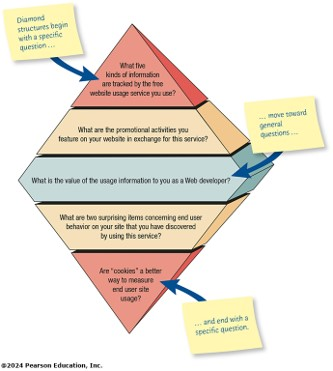 Diamond
structures begin
with a specific
question…
What five
kinds of information
are tracked by the free
website usage service
you use?
What are the promotional activities you
feature on your website in exchange for this service?
… move toward
general
questions…
What is the value of the usage information to you as a Web developer?
What are two surprising items concerning end user
behavior on your site that you have discovered
by using this service?
Are “cookies” a better
way to measure
end user site
usage?
… and end with a
specific question.
©2024 Pearson Education, Inc.